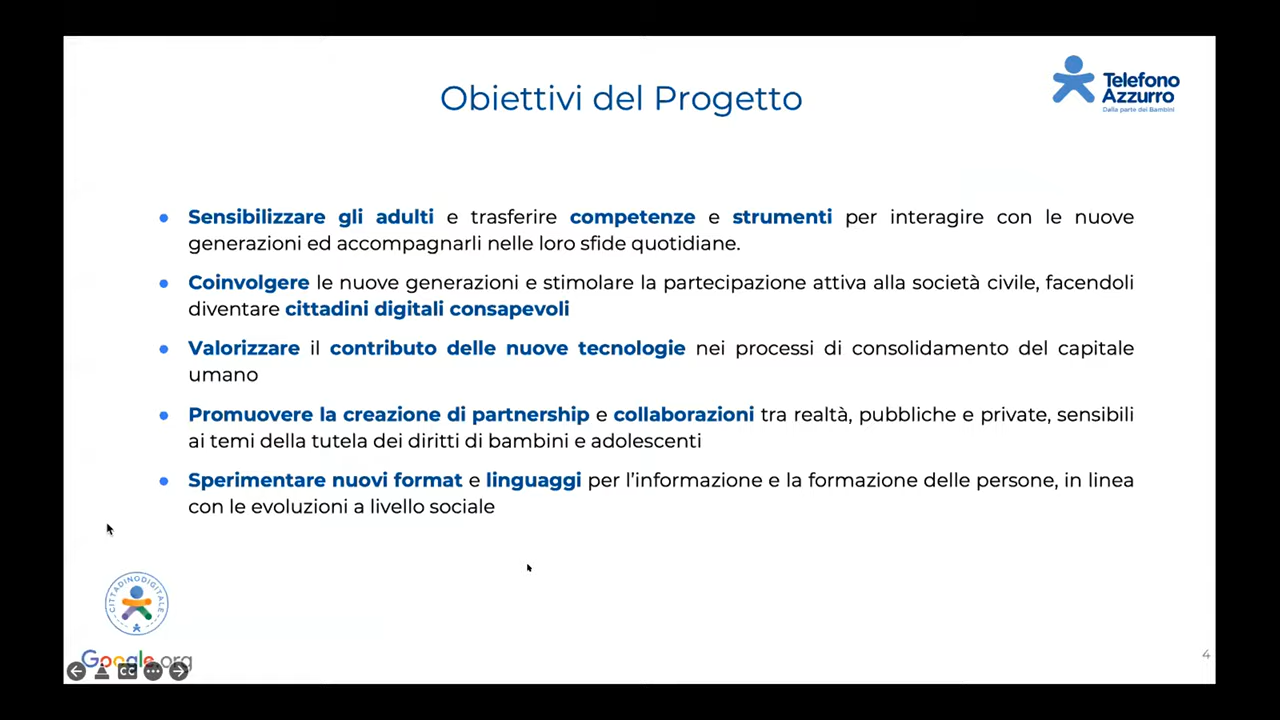 Obiettivi del Progetto
Telefono
Azzurro
Dalla parte dei Bambini
Sensibilizzare gli adulti e trasferire competenze e strumenti per interagire con le nuove
generazioni ed accompagnarli nelle loro sfide quotidiane.
Coinvolgere le nuove generazioni e stimolare la partecipazione attiva alla società civile, facendoli
diventare cittadini digitali consapevoli
Valorizzare il contributo delle nuove tecnologie nei processi di consolidamento del capitale
umano
Promuovere la creazione di partnership e collaborazioni tra realtà, pubbliche e private, sensibili
ai temi della tutela dei diritti di bambini e adolescenti
Sperimentare nuovi format e linguaggi per l’informazione e la formazione delle persone, in linea
con le evoluzioni a livello sociale
CITTADINODIGITALE
Google.org
CC
4